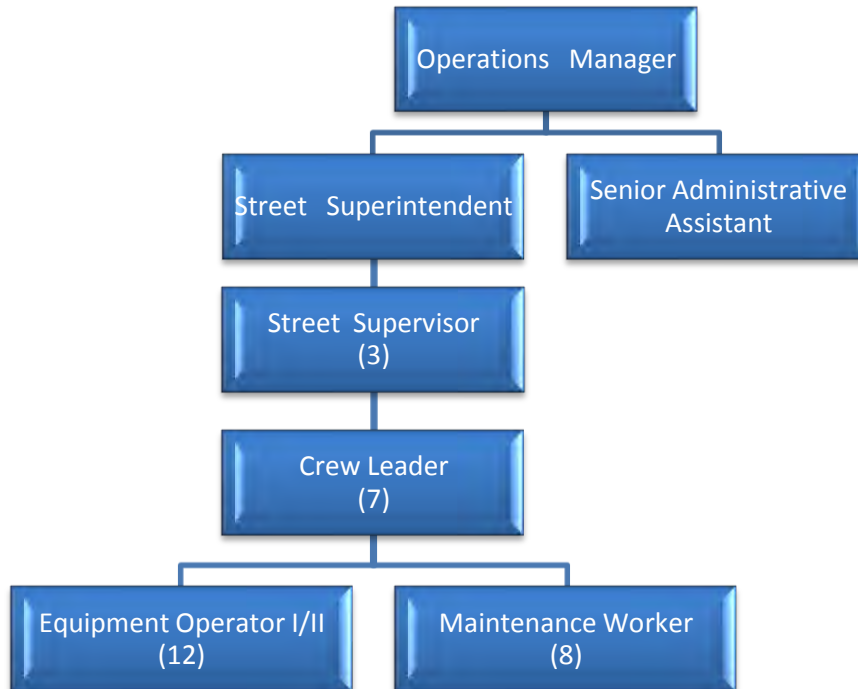 Operations Manager
Street Superintendent
Senior Administrative
Assistant
Street Supervisor
(3)
Crew Leader
(7)
Equipment Operator I/II
(12)
Maintenance Worker
(8)